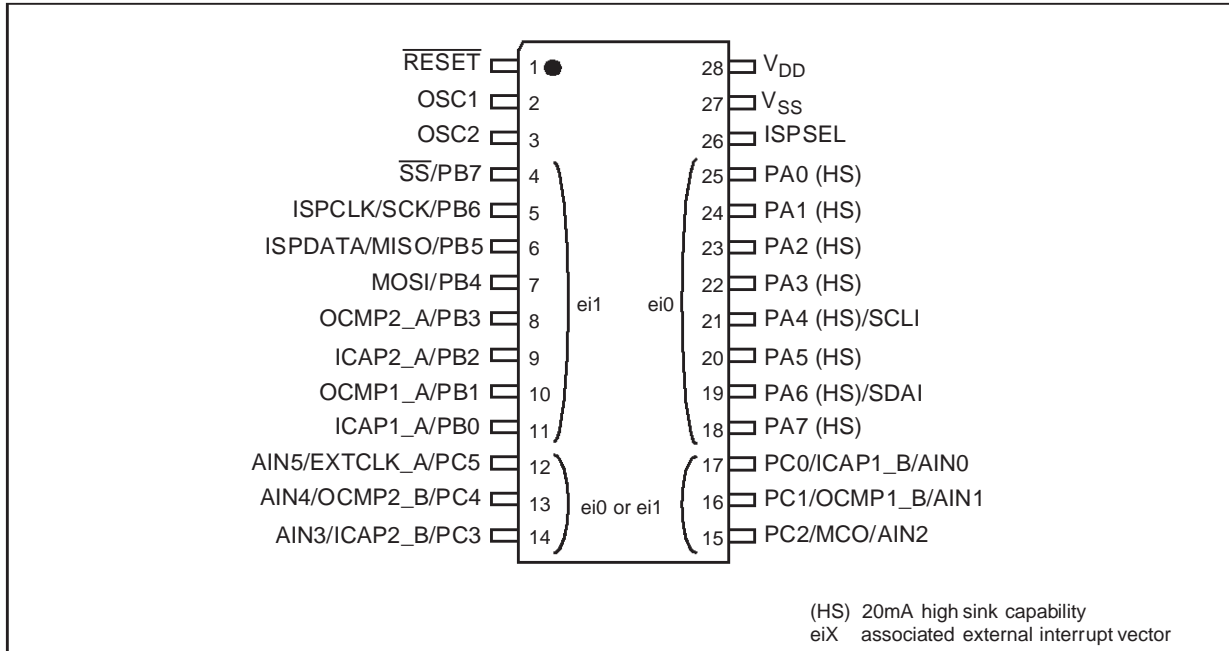 RESET 1 28 VDD
OSC1 2 27 VSS
OSC2 3 26 ISPSEL
SS/PB7 4 25 PA0 (HS)
ISPCLK/SCK/PB6 5 24 PA1 (HS)
ISPDATA/MISO/PB5 6 23 PA2 (HS)
MOSI/PB4 7 22 PA3 (HS)
ei1 ei0
OCMP2_A/PB3 8 21 PA4 (HS)/SCLI
ICAP2_A/PB2 9 20 PA5 (HS)
OCMP1_A/PB1 10 19 PA6 (HS)/SDAI
ICAP1_A/PB0 11 18 PA7 (HS)
AIN5/EXTCLK_A/PC5 12 17 PC0/ICAP1_B/AIN0
AIN4/OCMP2_B/PC4 13 ei0 or ei1 16 PC1/OCMP1_B/AIN1
AIN3/ICAP2_B/PC3 14 15 PC2/MCO/AIN2
(HS) 20mA high sink capability
eiX associated external interrupt vector